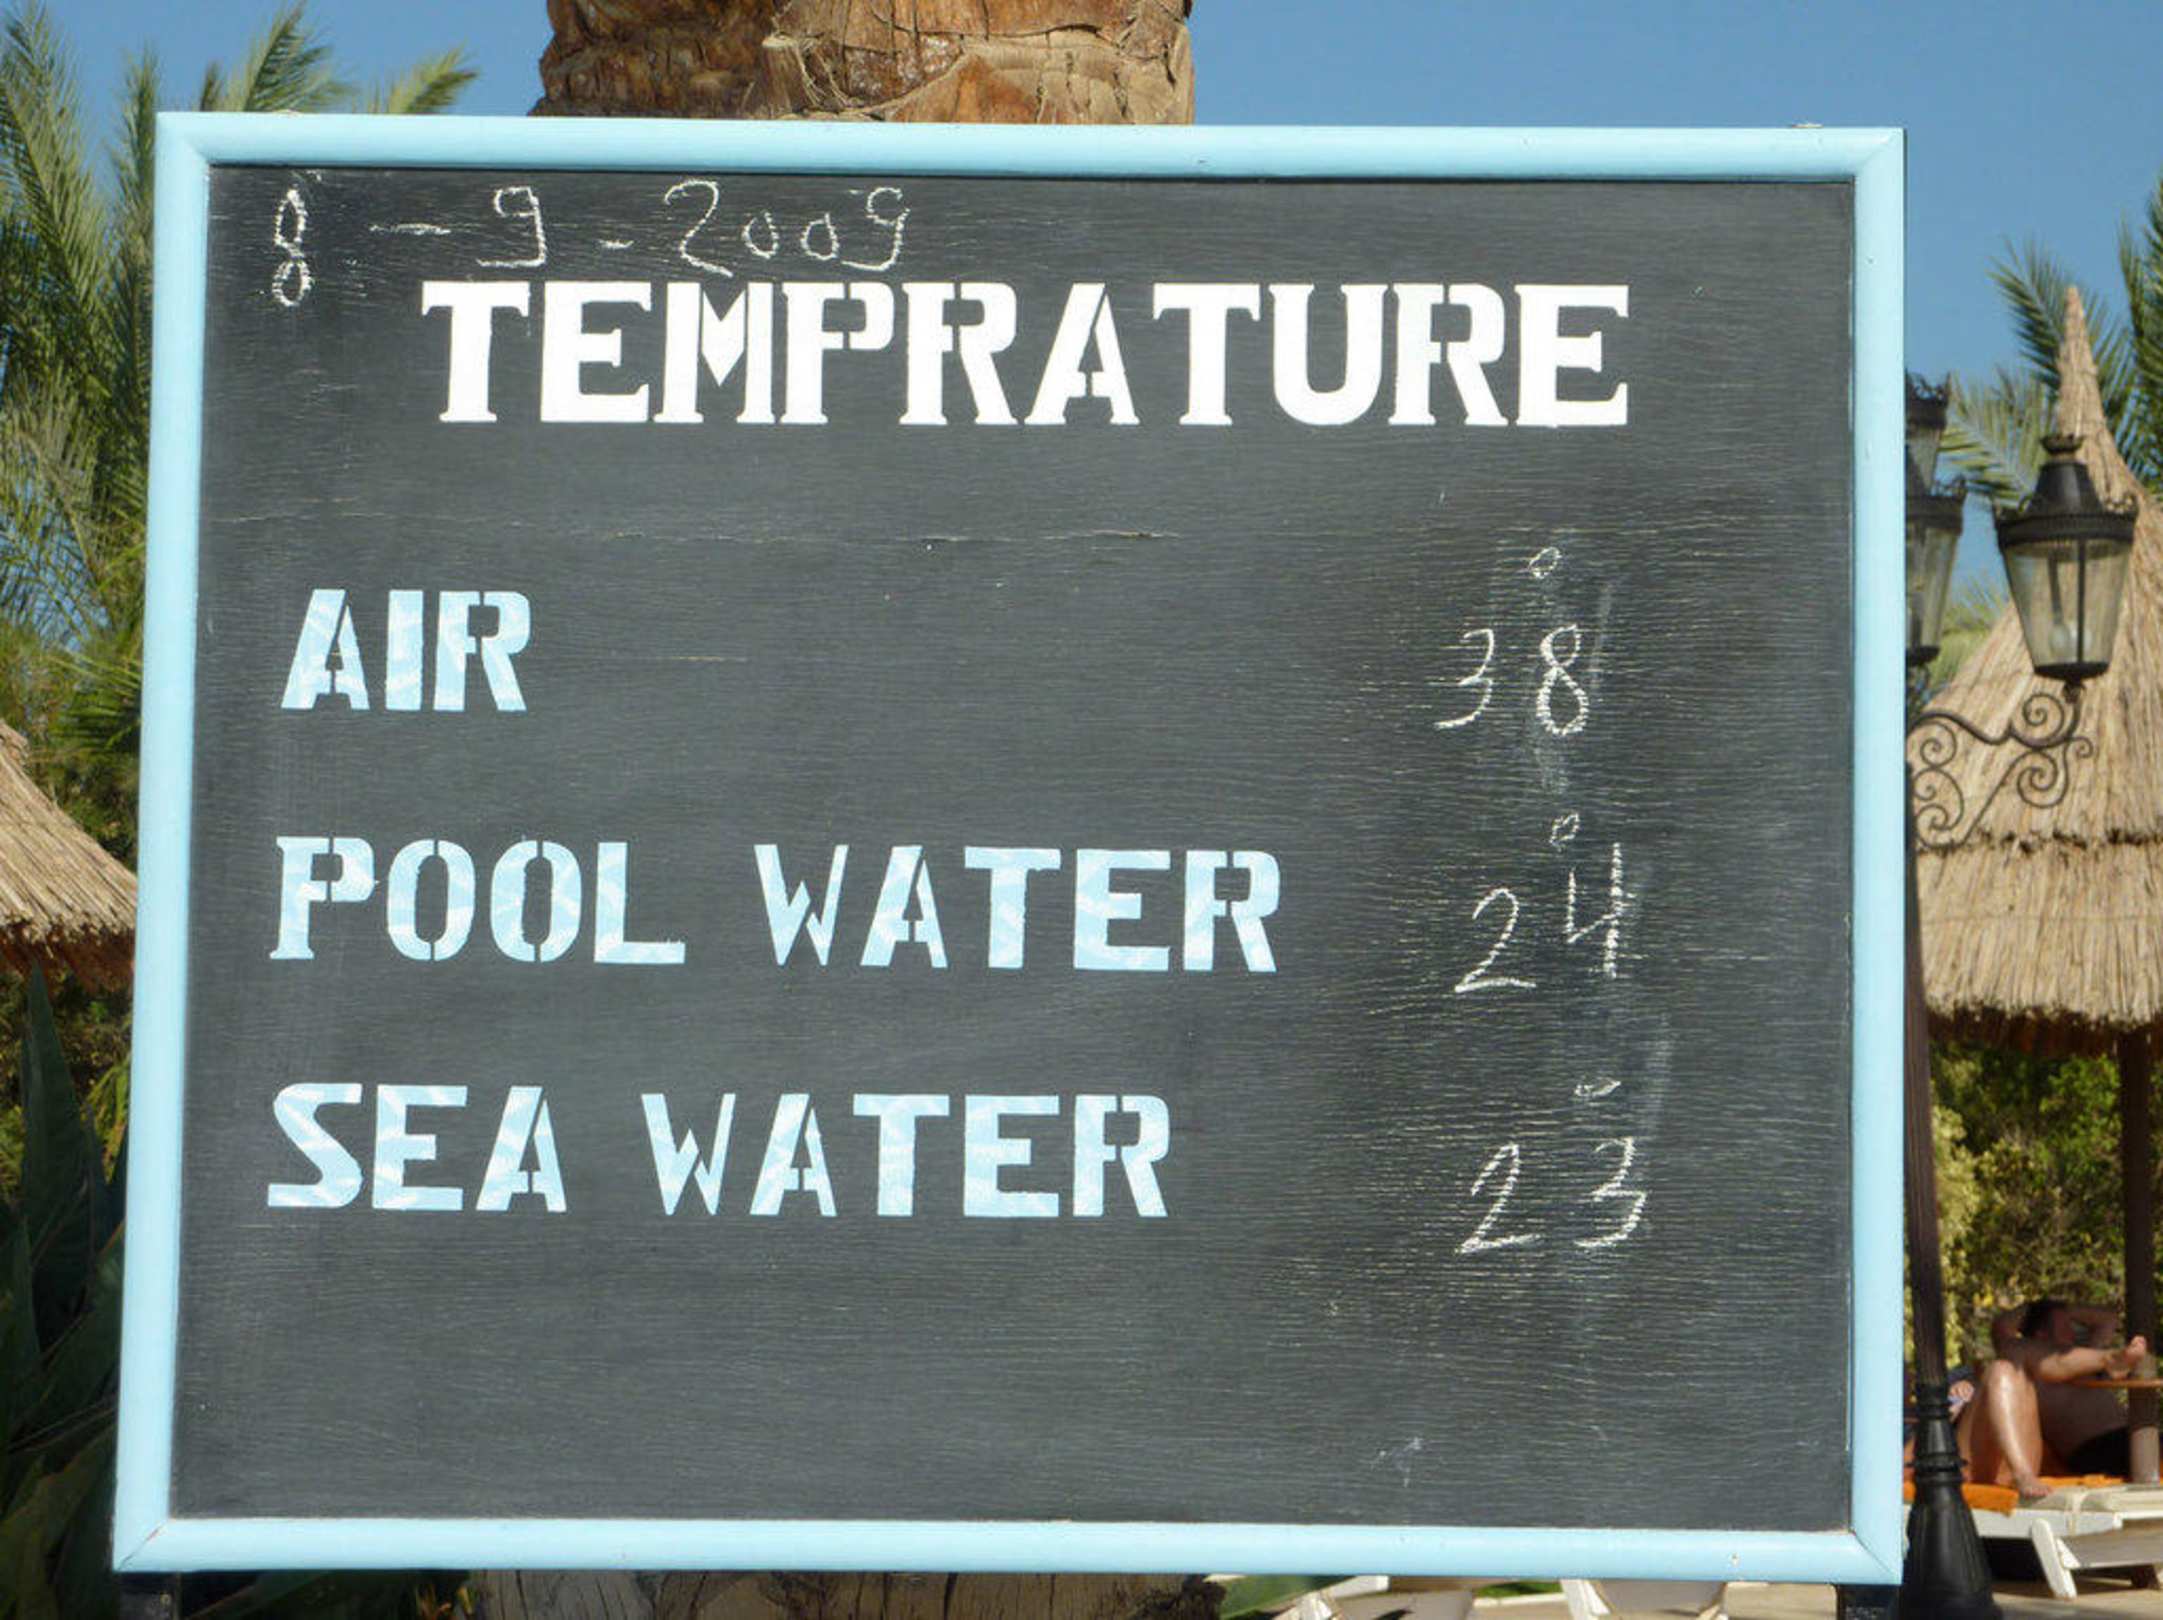 8 - 9 - 2009
TEMPRATURE
AIR 38°
POOL WATER 24°
SEA WATER 23°